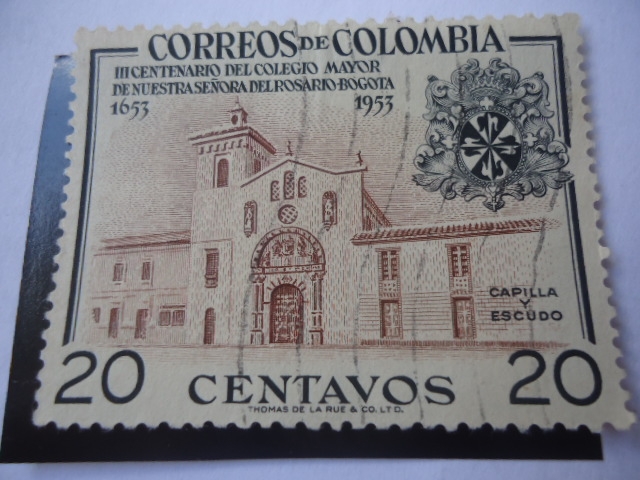 CORREOS DE COLOMBIA
III CENTENARIO DEL COLEGIO MAYOR
DE NUESTRA SEÑORA DEL ROSARIO-BOGOTA
1653 1953
CAPILLA
Y
ESCUDO
20 CENTAVOS 20
THOMAS DE LA RUE & CO. LTD.